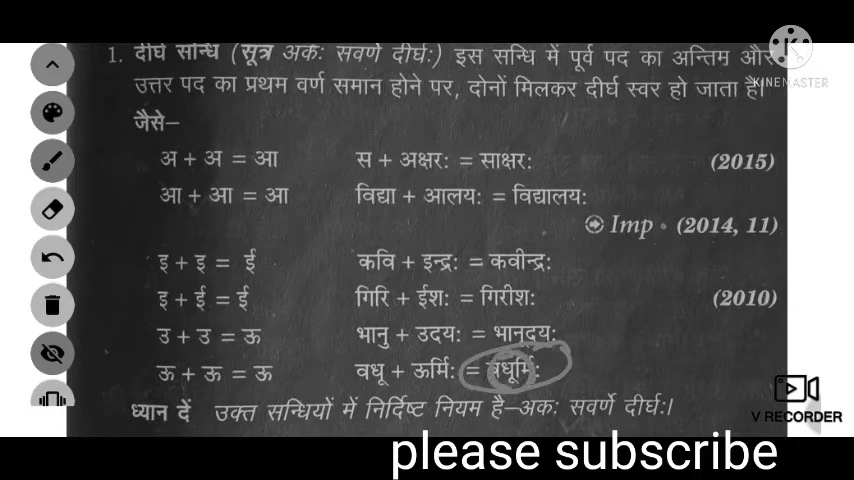 1. दीर्घ सन्धि (सूत्र अकः सवर्णे दीर्घः) इस सन्धि में पूर्व पद का अन्तिम और
उत्तर पद का प्रथम वर्ण समान होने पर, दोनों मिलकर दीर्घ स्वर हो जाता है।
जैसे–
अ + अ = आ स + अक्षरः = साक्षरः (2015)
आ + आ = आ विद्या + आलयः = विद्यालयः
Imp • (2014, 11)
इ + इ = ई कवि + इन्द्रः = कवीन्द्रः
इ + ई = ई गिरि + ईशः = गिरीशः (2010)
उ + उ = ऊ भानु + उदयः = भानूदयः
ऊ + ऊ = ऊ वधू + ऊर्मिः = वधूर्मिः
ध्यान दें उक्त सन्धियों में निर्दिष्ट नियम है–अकः सवर्णे दीर्घः।
KINEMASTER
V RECORDER
please subscribe